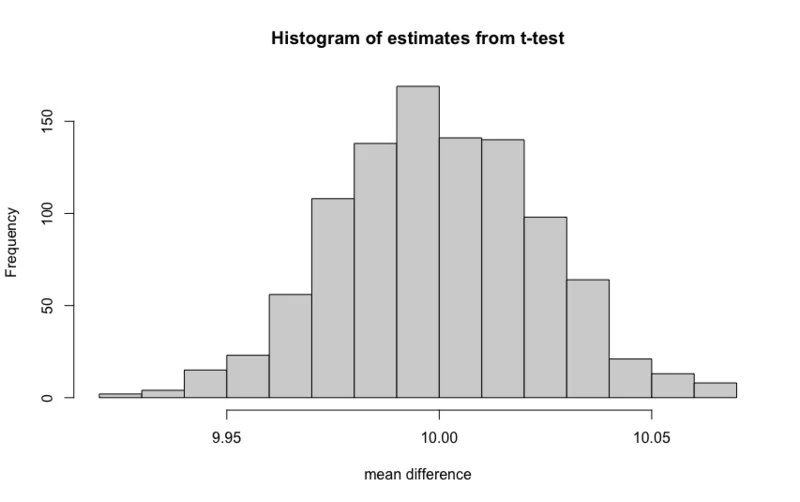 Histogram of estimates from t-test
150
100
50
0
Frequency
9.95
10.00
10.05
mean difference